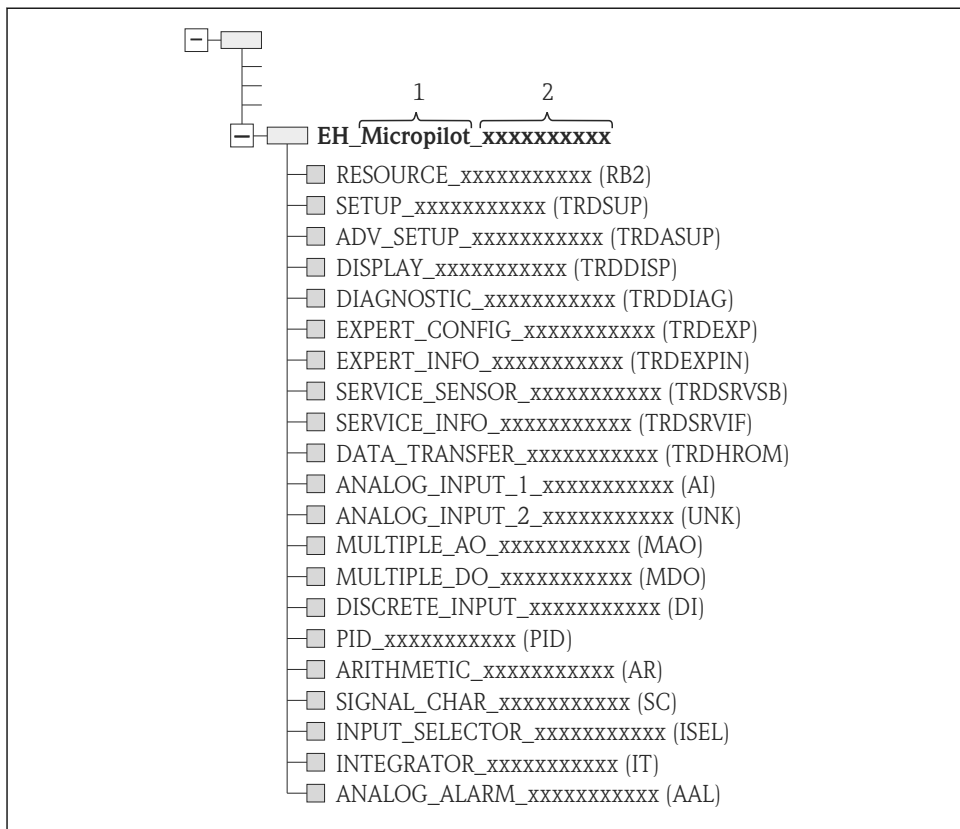 1 2
EH_Micropilot_xxxxxxxxxx
RESOURCE_xxxxxxxxxxx (RB2)
SETUP_xxxxxxxxxxx (TRDSUP)
ADV_SETUP_xxxxxxxxxxx (TRDASUP)
DISPLAY_xxxxxxxxxxx (TRDDISP)
DIAGNOSTIC_xxxxxxxxxxx (TRDDIAG)
EXPERT_CONFIG_xxxxxxxxxxx (TRDEXP)
EXPERT_INFO_xxxxxxxxxxx (TRDEXPIN)
SERVICE_SENSOR_xxxxxxxxxxx (TRDSRVSB)
SERVICE_INFO_xxxxxxxxxxx (TRDSRVIF)
DATA_TRANSFER_xxxxxxxxxxx (TRDHROM)
ANALOG_INPUT_1_xxxxxxxxxxx (AI)
ANALOG_INPUT_2_xxxxxxxxxxx (UNK)
MULTIPLE_AO_xxxxxxxxxxx (MAO)
MULTIPLE_DO_xxxxxxxxxxx (MDO)
DISCRETE_INPUT_xxxxxxxxxxx (DI)
PID_xxxxxxxxxxx (PID)
ARITHMETIC_xxxxxxxxxxx (AR)
SIGNAL_CHAR_xxxxxxxxxxx (SC)
INPUT_SELECTOR_xxxxxxxxxxx (ISEL)
INTEGRATOR_xxxxxxxxxxx (IT)
ANALOG_ALARM_xxxxxxxxxxx (AAL)